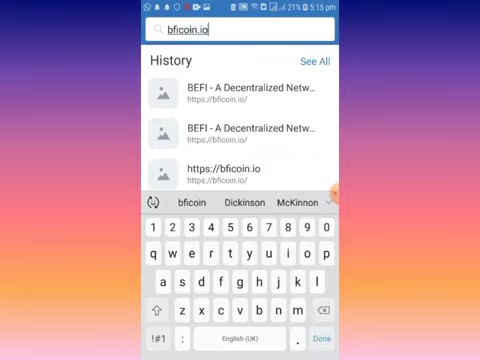 21% 5:15 pm
bficoin.io
History See All
BEFI - A Decentralized Netw...
https://bficoin.io/
BEFI - A Decentralized Netw...
https://bficoin.io/
https://bficoin.io
https://bficoin.io/
bficoin Dickinson McKinnon
1 2 3 4 5 6 7 8 9 0
q w e r t y u i o p
a s d f g h j k l
z x c v b n m
!#1 : English (UK) . Done